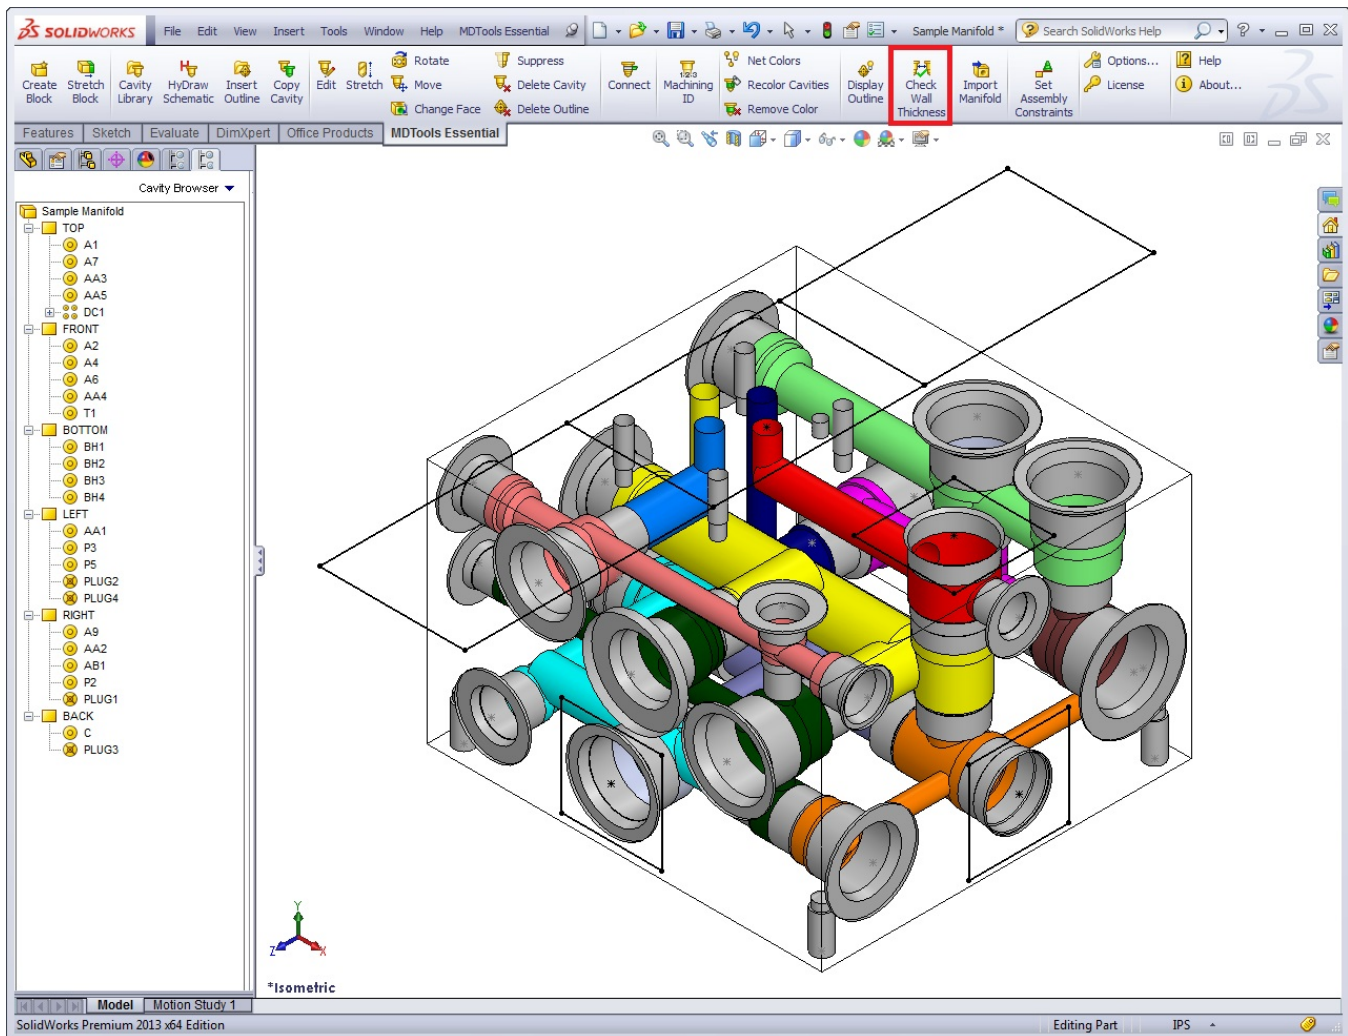 SOLIDWORKS File Edit View Insert Tools Window Help MDTools Essential Sample Manifold * Search SolidWorks Help ?
Create Block
Stretch Block
Cavity Library
HyDraw Schematic
Insert Outline
Copy Cavity
Edit
Stretch
Rotate
Move
Change Face
Suppress
Delete Cavity
Delete Outline
Connect
Machining ID
Net Colors
Recolor Cavities
Remove Color
Display Outline
Check Wall Thickness
Import Manifold
Set Assembly Constraints
Options...
License
Help
About...
Features Sketch Evaluate DimXpert Office Products MDTools Essential
Cavity Browser
Sample Manifold
TOP
A1
A7
AA3
AA5
DC1
FRONT
A2
A4
A6
AA4
T1
BOTTOM
BH1
BH2
BH3
BH4
LEFT
AA1
P3
P5
PLUG2
PLUG4
RIGHT
A9
AA2
AB1
P2
PLUG1
BACK
C
PLUG3
Y
Z X
*Isometric
Model Motion Study 1
SolidWorks Premium 2013 x64 Edition Editing Part IPS